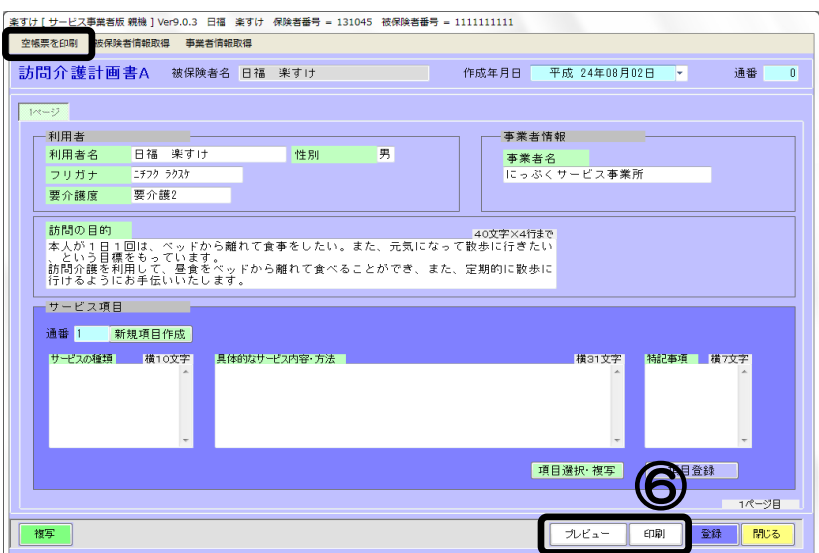 楽すけ [ サービス事業者版 親機 ] Ver9.0.3 日福 楽すけ 保険者番号 = 131045 被保険者番号 = 1111111111
空帳票を印刷 被保険者情報取得 事業者情報取得
訪問介護計画書A 被保険者名 日福 楽すけ 作成年月日 平成 24年08月02日 通番 0
1ページ
利用者 事業者情報
利用者名 日福 楽すけ 性別 男 事業者名
フリガナ ニチフク ラクスケ にっぷくサービス事業所
要介護度 要介護2
訪問の目的 40文字×4行まで
本人が1日1回は、ベッドから離れて食事をしたい。また、元気になって散歩に行きたい
、という目標をもっています。
訪問介護を利用して、昼食をベッドから離れて食べることができ、また、定期的に散歩に
行けるようにお手伝いいたします。
サービス項目
通番 1 新規項目作成
サービスの種類 横10文字 具体的なサービス内容・方法 横31文字 特記事項 横7文字
項目選択・複写 項目登録
⑥
1ページ目
複写 プレビュー 印刷 登録 閉じる